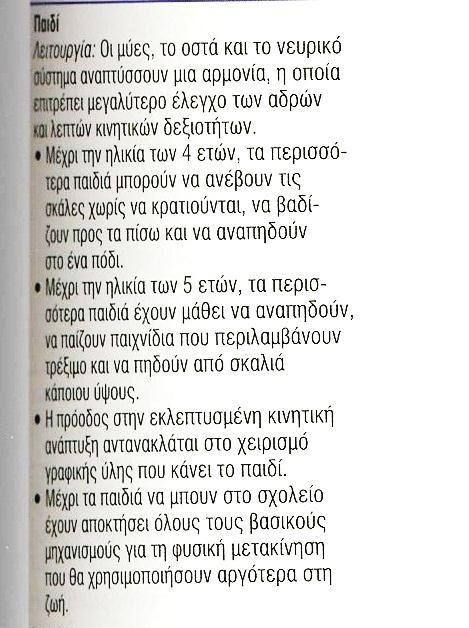 Παιδί
Λειτουργία: Οι μύες, το οστά και το νευρικό
σύστημα αναπτύσσουν μια αρμονία, η οποία
επιτρέπει μεγαλύτερο έλεγχο των αδρών
και λεπτών κινητικών δεξιοτήτων.
• Μέχρι την ηλικία των 4 ετών, τα περισσό-
τερα παιδιά μπορούν να ανέβουν τις
σκάλες χωρίς να κρατιούνται, να βαδί-
ζουν προς τα πίσω και να αναπηδούν
στο ένα πόδι.
• Μέχρι την ηλικία των 5 ετών, τα περισ-
σότερα παιδιά έχουν μάθει να αναπηδούν,
να παίζουν παιχνίδια που περιλαμβάνουν
τρέξιμο και να πηδούν από σκαλιά
κάποιου ύψους.
• Η πρόοδος στην εκλεπτυσμένη κινητική
ανάπτυξη αντανακλάται στο χειρισμό
γραφικής ύλης που κάνει το παιδί.
• Μέχρι τα παιδιά να μπουν στο σχολείο
έχουν αποκτήσει όλους τους βασικούς
μηχανισμούς για τη φυσική μετακίνηση
που θα χρησιμοποιήσουν αργότερα στη
ζωή.